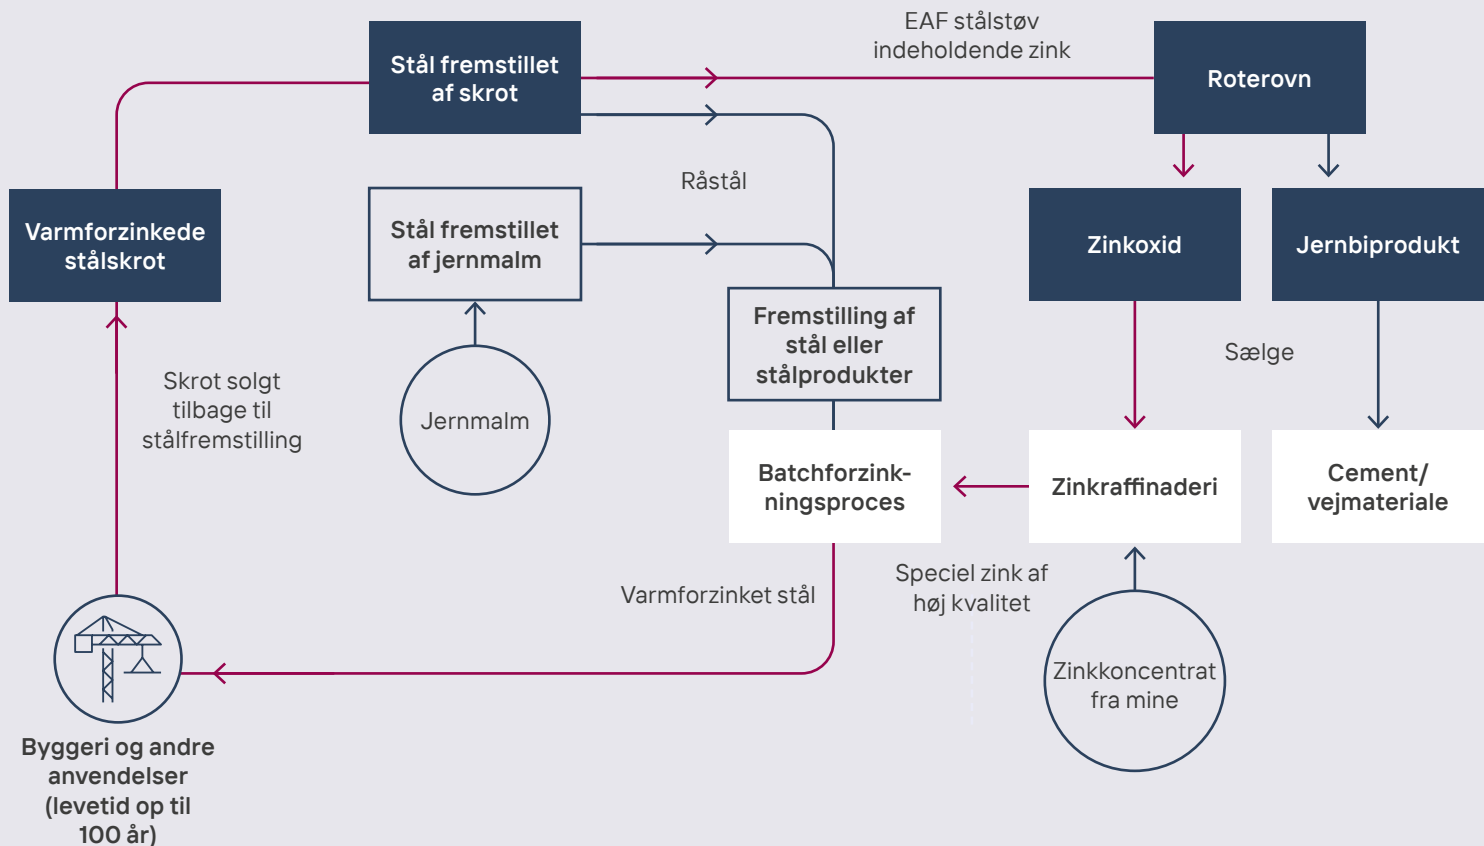 EAF stålstøv
indeholdende zink
Stål fremstillet
af skrot
Roterovn
Råstål
Varmforzinkede
stålskrot
Stål fremstillet
af jernmalm
Zinkoxid
Jernbiprodukt
Fremstilling af
stål eller
stålprodukter
Sælge
Skrot solgt
tilbage til
stålfremstilling
Jernmalm
Batchforzink-
ningsproces
Zinkraffinaderi
Cement/
vejmateriale
Varmforzinket stål
Speciel zink af
høj kvalitet
Zinkkoncentrat
fra mine
Byggeri og andre
anvendelser
(levetid op til
100 år)